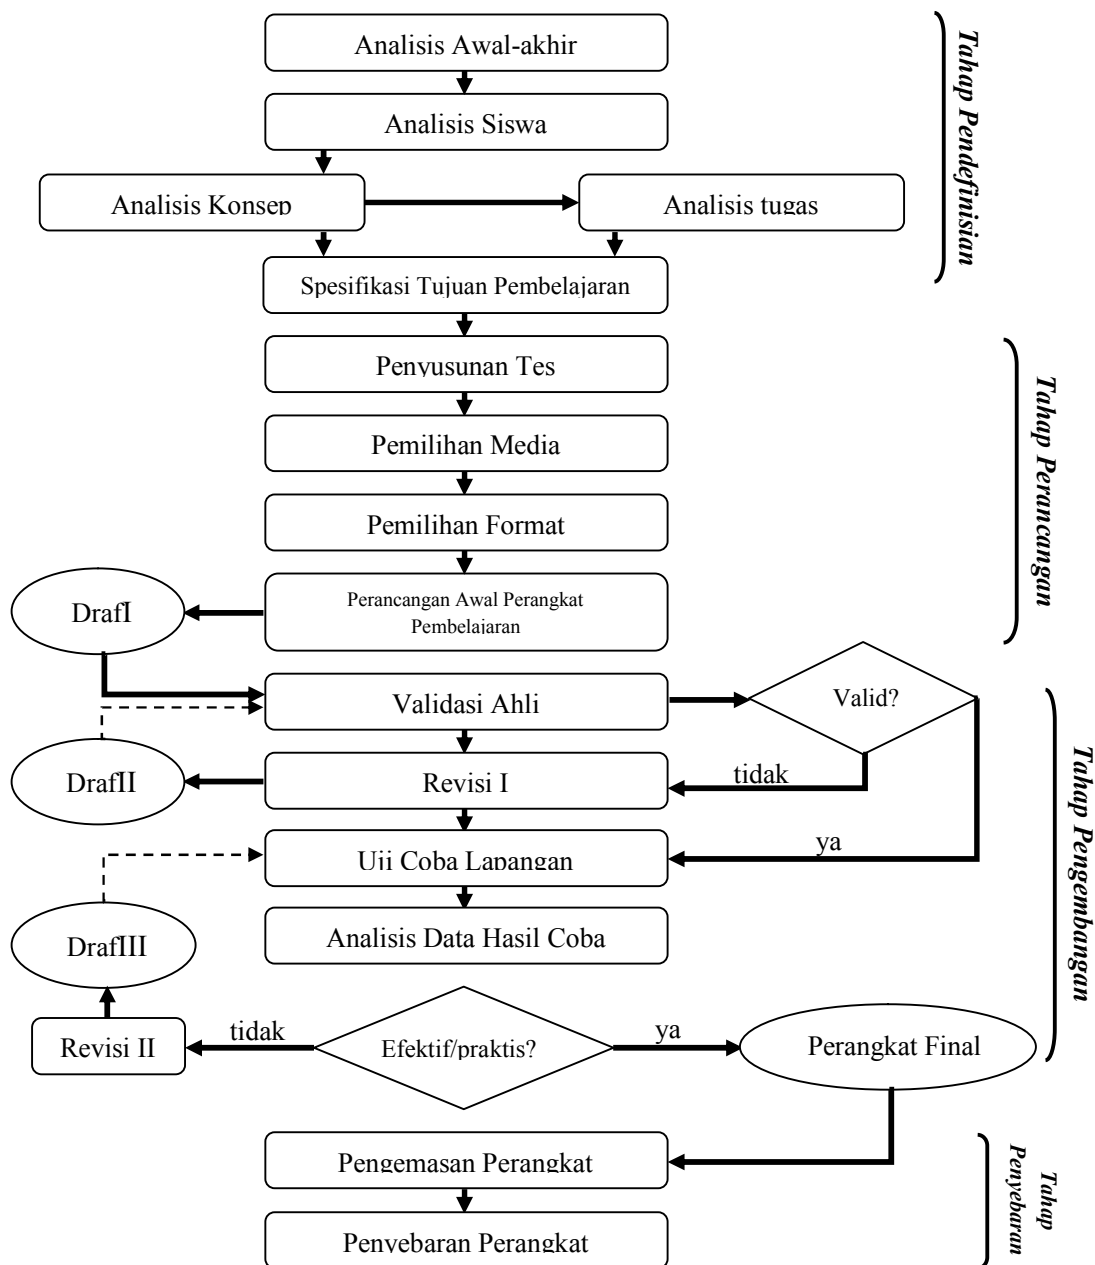 Analisis Awal-akhir
Tahap Pendefinisian
Analisis Siswa
Analisis Konsep
Analisis tugas
Spesifikasi Tujuan Pembelajaran
Penyusunan Tes
Tahap Perancangan
Pemilihan Media
Pemilihan Format
Perancangan Awal Perangkat
Pembelajaran
DrafI
Validasi Ahli
Valid?
Tahap Pengembangan
DrafII
Revisi I
tidak
Uji Coba Lapangan
ya
DrafIII
Analisis Data Hasil Coba
Revisi II
tidak
Efektif/praktis?
ya
Perangkat Final
Pengemasan Perangkat
Tahap
Penyebaran
Penyebaran Perangkat